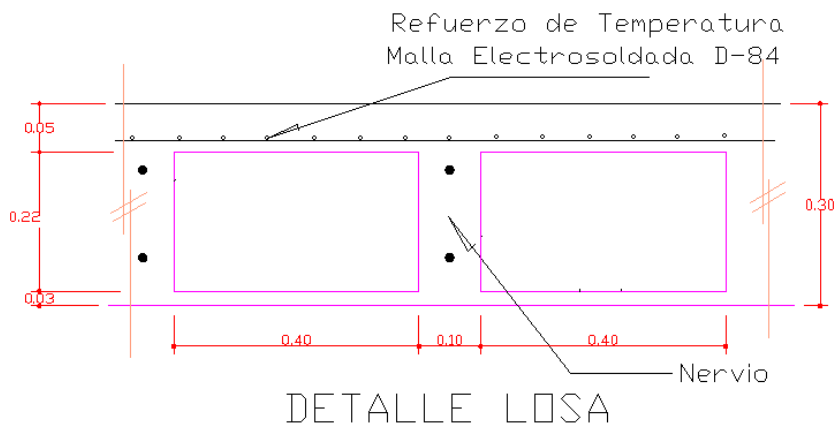 Refuerzo de Temperatura
Malla Electrosoldada D-84
0.05
0.22
0.30
0.03
0.40 0.10 0.40
Nervio
DETALLE LOSA